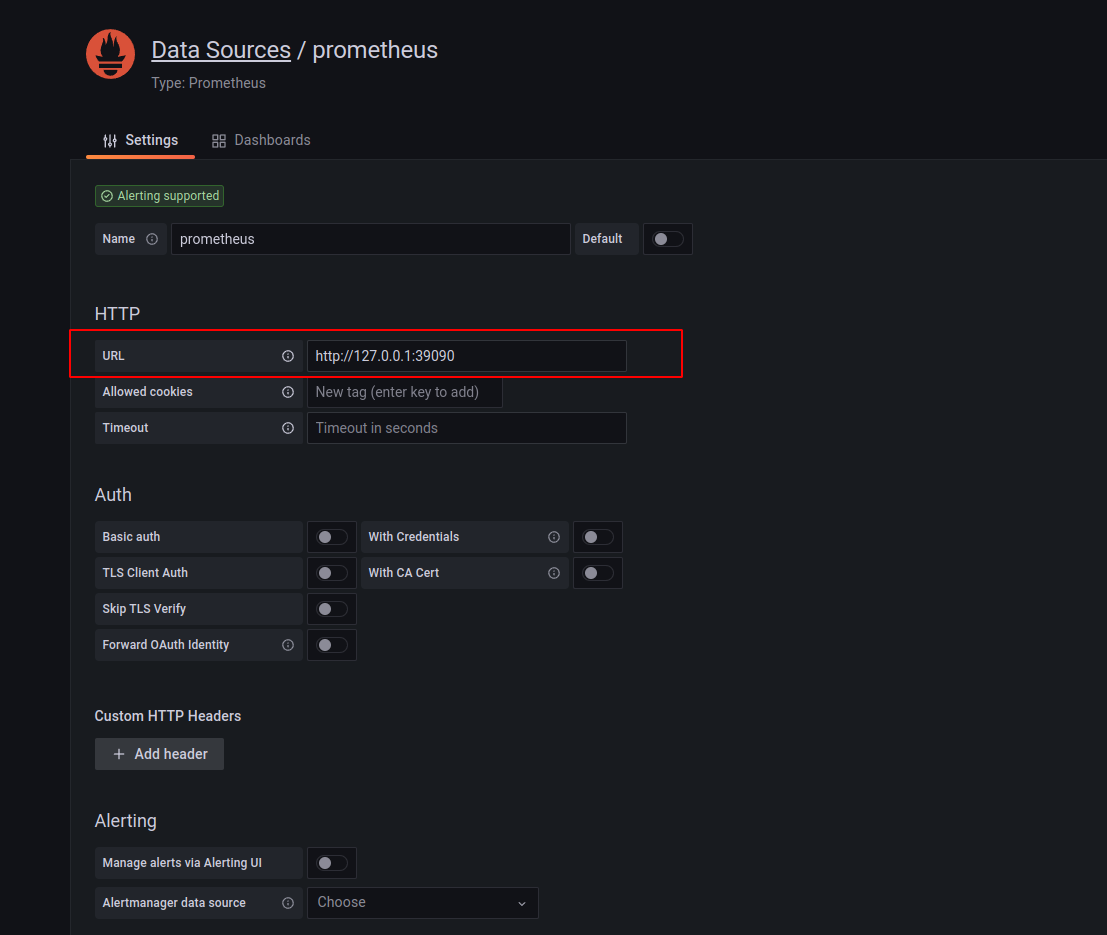 Data Sources / prometheus
Type: Prometheus
Settings Dashboards
Alerting supported
Name prometheus Default
HTTP
URL http://127.0.0.1:39090
Allowed cookies New tag (enter key to add)
Timeout Timeout in seconds
Auth
Basic auth With Credentials
TLS Client Auth With CA Cert
Skip TLS Verify
Forward OAuth Identity
Custom HTTP Headers
+ Add header
Alerting
Manage alerts via Alerting UI
Alertmanager data source Choose